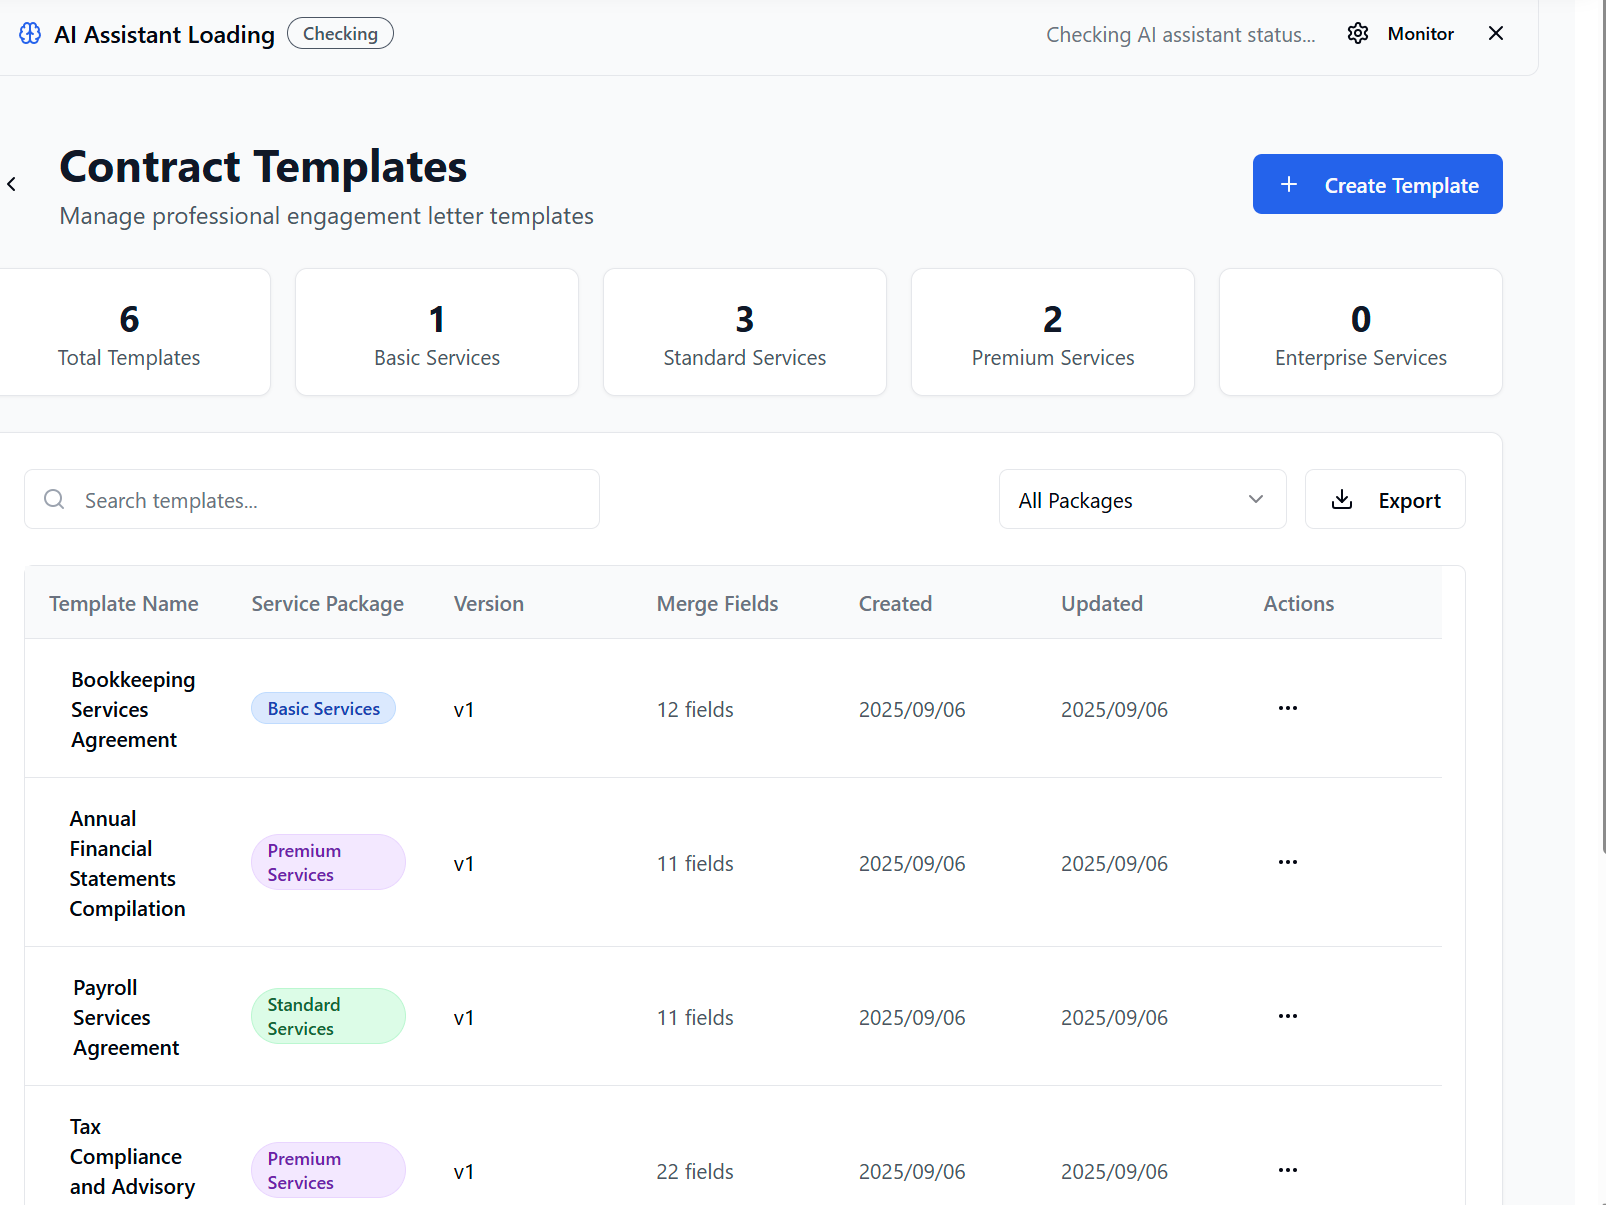 AI Assistant Loading Checking Checking AI assistant status... Monitor
Contract Templates
Manage professional engagement letter templates
Create Template
6
Total Templates
1
Basic Services
3
Standard Services
2
Premium Services
0
Enterprise Services
Search templates...
All Packages
Export
Template Name Service Package Version Merge Fields Created Updated Actions
Bookkeeping
Services
Agreement
Basic Services
v1
12 fields
2025/09/06
2025/09/06
Annual
Financial
Statements
Compilation
Premium
Services
v1
11 fields
2025/09/06
2025/09/06
Payroll
Services
Agreement
Standard
Services
v1
11 fields
2025/09/06
2025/09/06
Tax
Compliance
and Advisory
Premium
Services
v1
22 fields
2025/09/06
2025/09/06